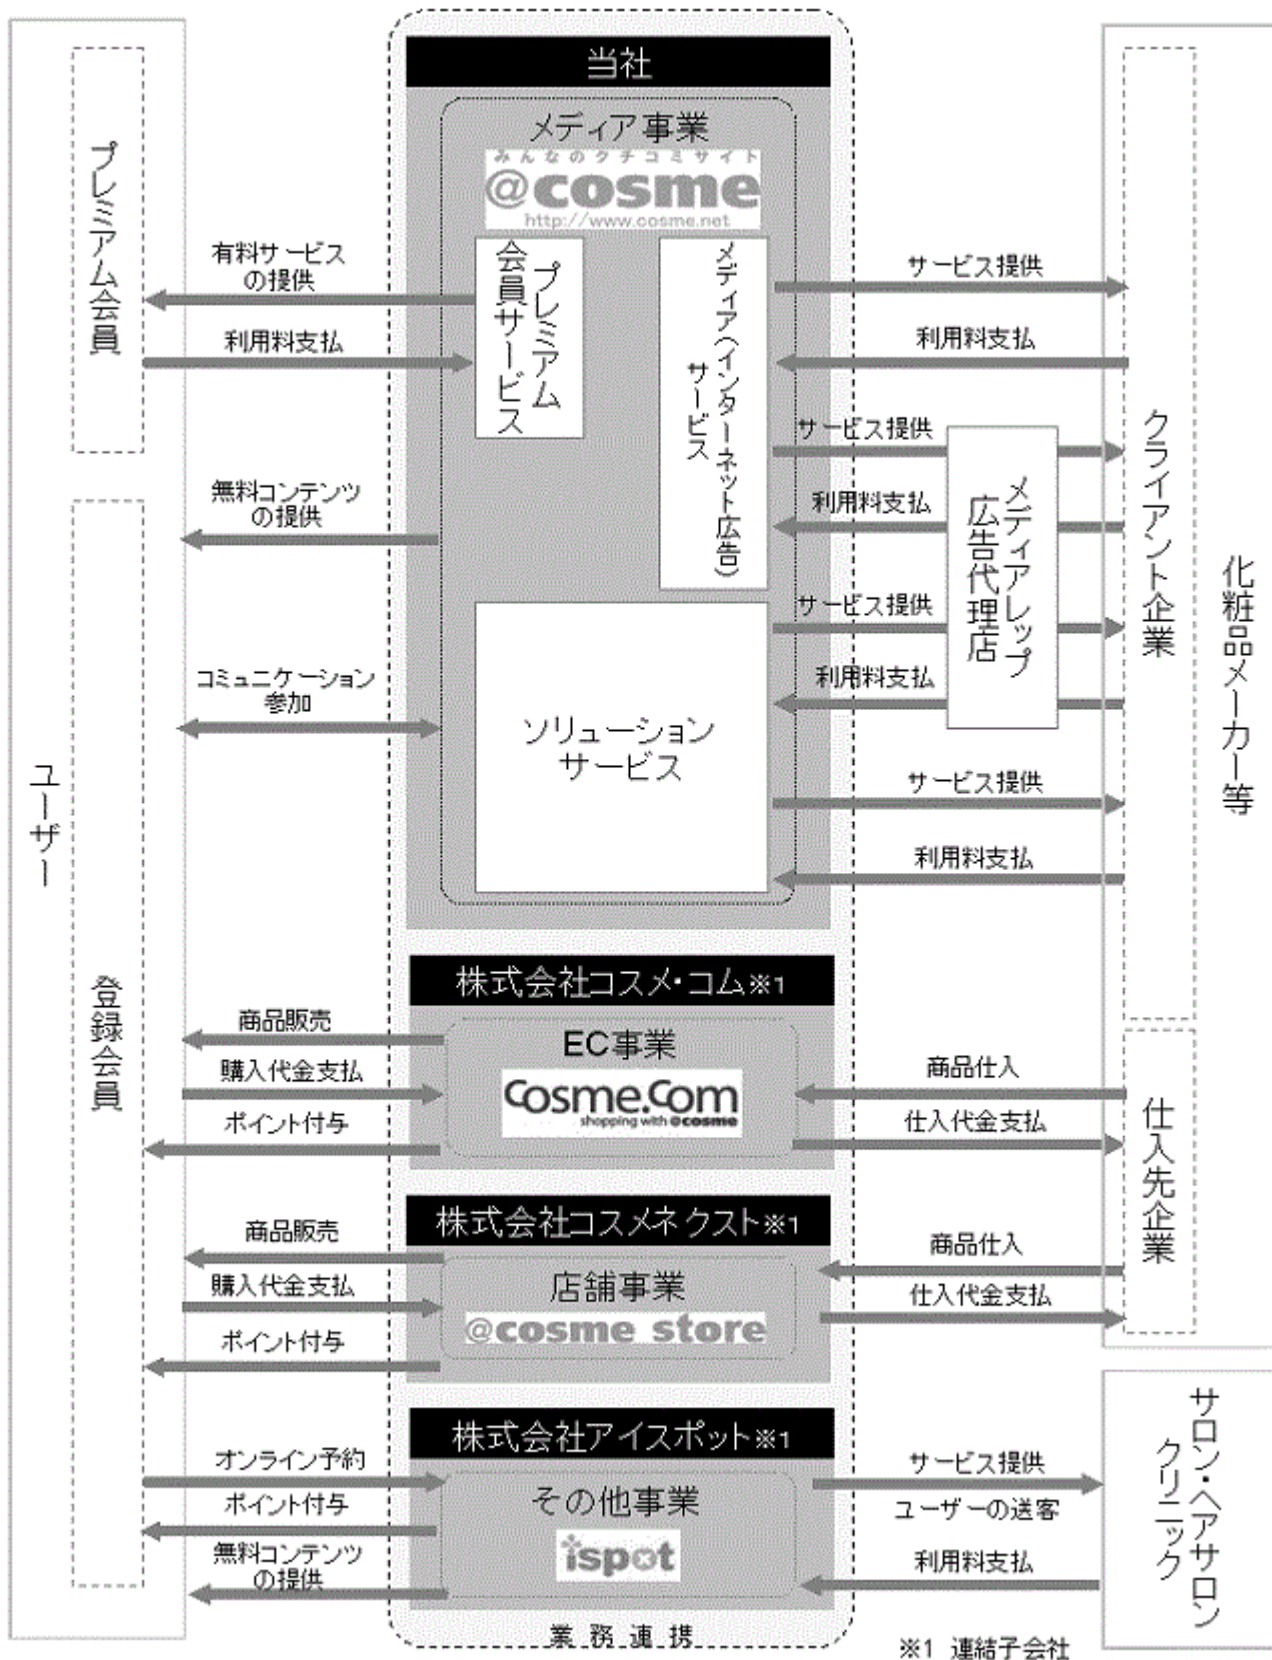 当社
メディア事業
みんなのクチコミサイト
@cosme
http://www.cosme.net
プレミアム
会員サービス
メディア(インターネット広告)
サービス
ソリューション
サービス
ユーザー
プレミアム会員
登録会員
有料サービス
の提供
利用料支払
無料コンテンツ
の提供
コミュニケーション
参加
サービス提供
利用料支払
サービス提供
利用料支払
サービス提供
利用料支払
サービス提供
利用料支払
メディアレップ
広告代理店
クライアント企業
化粧品メーカー等
株式会社コスメ・コム※1
EC事業
Cosme.Com
shopping with @cosme
商品販売
購入代金支払
ポイント付与
商品仕入
仕入代金支払
仕入先企業
株式会社コスメネクスト※1
店舗事業
@cosme store
商品販売
購入代金支払
ポイント付与
商品仕入
仕入代金支払
株式会社アイスポット※1
その他事業
ispot
オンライン予約
ポイント付与
無料コンテンツ
の提供
サービス提供
ユーザーの送客
利用料支払
サロン・ヘアサロン
クリニック
業務連携
※1 連結子会社